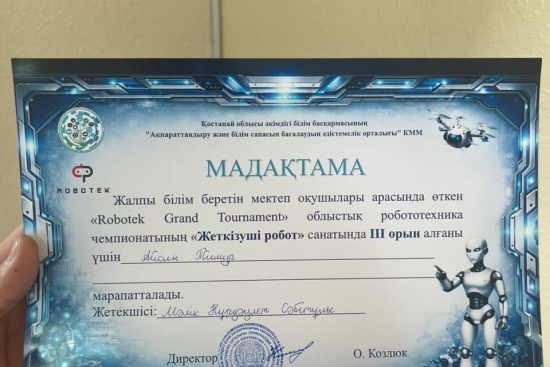 Қостанай облысы әкімдігі білім басқармасының
"Ақпараттандыру және білім сапасын бағалаудың әдістемелік орталығы" КММ
МАДАҚТАМА
ROBOTEK
Жалпы білім беретін мектеп оқушылары арасында өткен
«Robotek Grand Tournament» облыстық робототехника
чемпионатының «Жеткізуші робот» санатында III орын алғаны
үшін Тимур
марапатталады.
Жетекшісі: Мәлік
Директор О. Козлюк